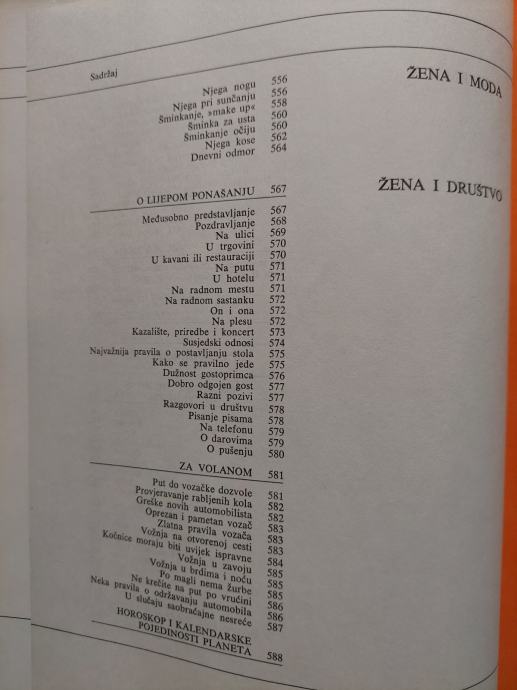 Sadržaj
ŽENA I MODA
Njega nogu 556
Njega pri sunčanju 556
Šminkanje, »make up« 558
Šminka za usta 560
Šminkanje očiju 560
Njega kose 562
Dnevni odmor 564
ŽENA I DRUŠTVO
O LIJEPOM PONAŠANJU 567
Međusobno predstavljanje 567
Pozdravljanje 568
Na ulici 569
U trgovini 570
U kavani ili restauraciji 570
Na putu 571
U hotelu 571
Na radnom mestu 571
Na radnom sastanku 572
On i ona 572
Na plesu 572
Kazalište, priredbe i koncert 573
Susjedski odnosi 574
Najvažnija pravila o postavljanju stola 575
Kako se pravilno jede 575
Dužnost gostoprimca 576
Dobro odgojen gost 577
Razni pozivi 577
Razgovori u društvu 578
Pisanje pisama 578
Na telefonu 579
O darovima 579
O pušenju 580
ZA VOLANOM 581
Put do vozačke dozvole 581
Provjeravanje rabljenih kola 582
Greške novih automobilista 582
Oprezan i pametan vozač 583
Zlatna pravila vozača 583
Vožnja na otvorenoj cesti 583
Kočnice moraju biti uvijek ispravne 584
Vožnja u zavoju 585
Vožnja u brdima i noću 585
Po magli nema žurbe 585
Ne krećite na put po vrućini 586
Neka pravila o održavanju automobila 586
U slučaju saobraćajne nesreće 587
HOROSKOP I KALENDARSKE
POJEDINOSTI PLANETA 588